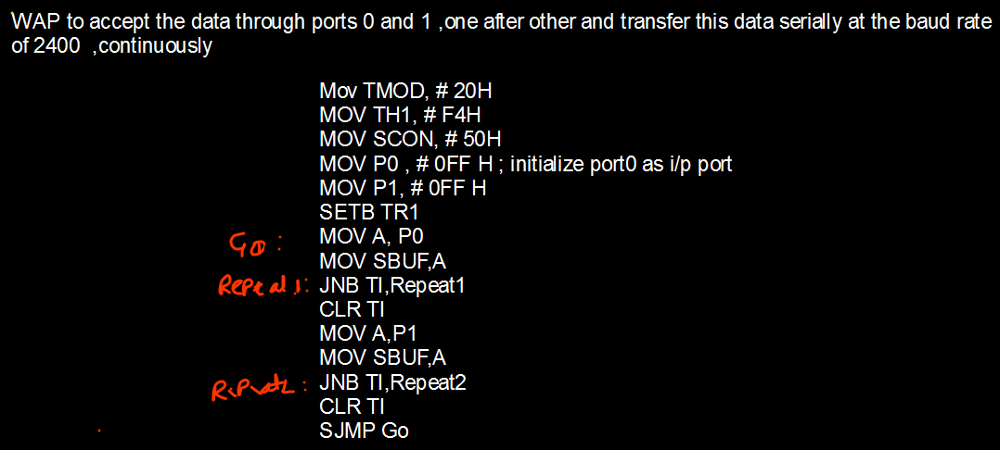 WAP to accept the data through ports 0 and 1 ,one after other and transfer this data serially at the baud rate
of 2400 ,continuously
Mov TMOD, # 20H
MOV TH1, # F4H
MOV SCON, # 50H
MOV P0 , # 0FF H ; initialize port0 as i/p port
MOV P1, # 0FF H
SETB TR1
Go : MOV A, P0
MOV SBUF,A
Repeat1: JNB TI,Repeat1
CLR TI
MOV A,P1
MOV SBUF,A
Repeat2: JNB TI,Repeat2
CLR TI
SJMP Go